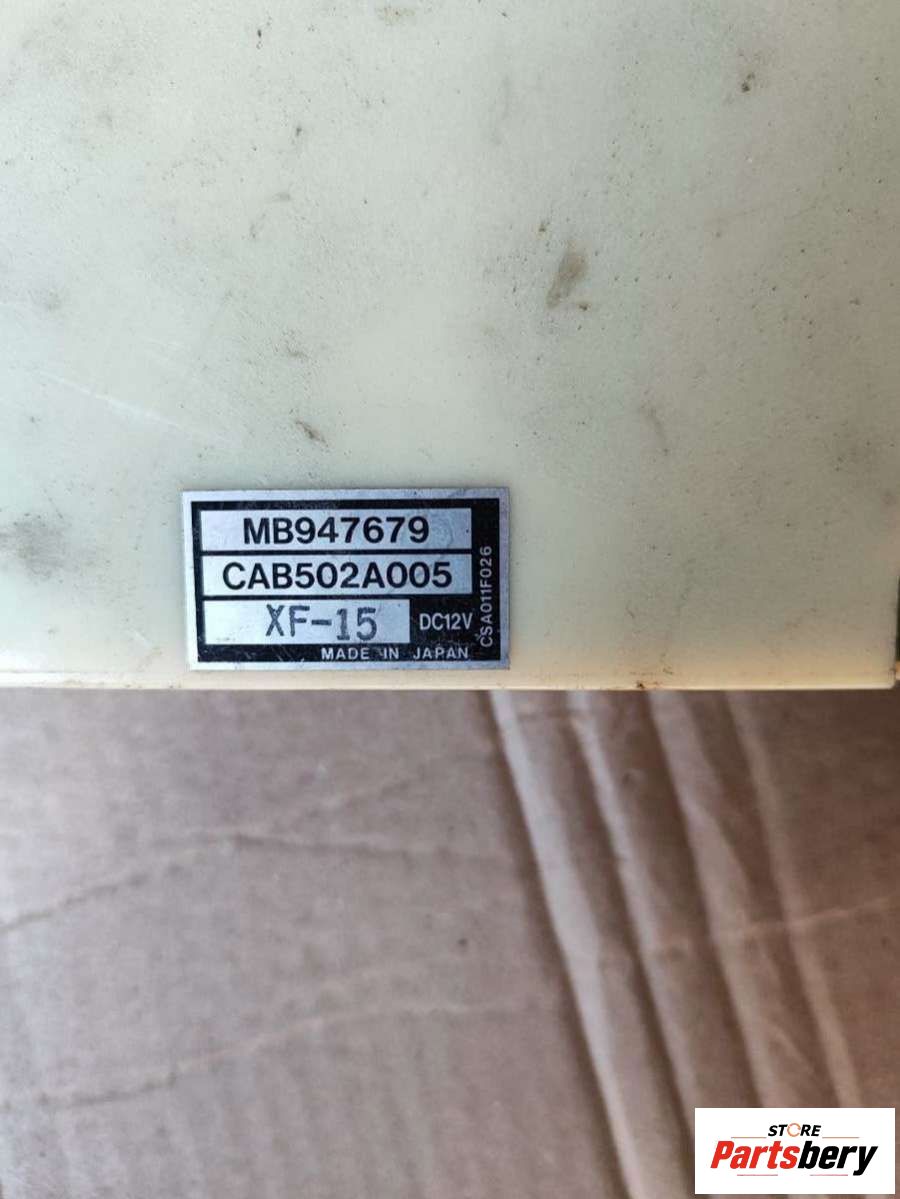 MB947679
CAB502A005
XF-15
DC12V
MADE IN JAPAN
CSA011F026
STORE
Partsbery